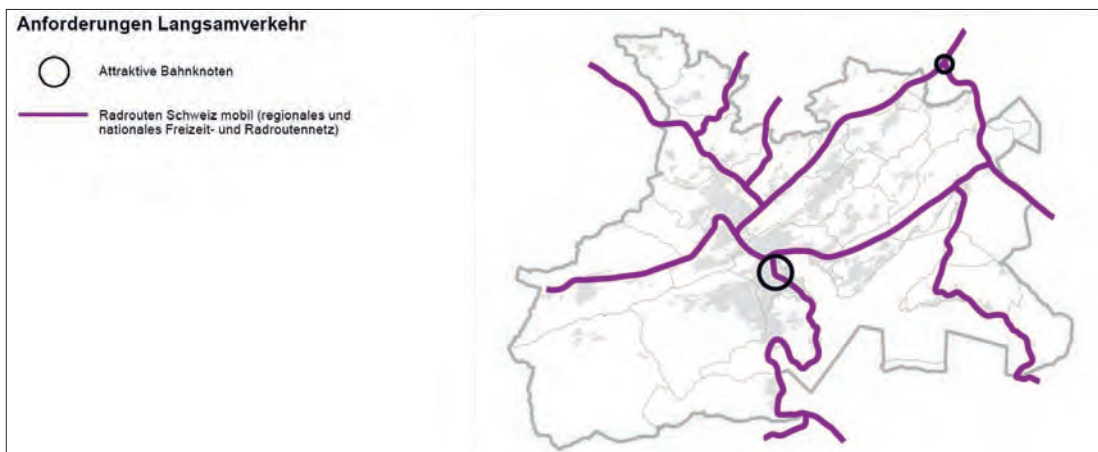 Anforderungen Langsamverkehr
Attraktive Bahnknoten
Radrouten Schweiz mobil (regionales und
nationales Freizeit- und Radroutennetz)